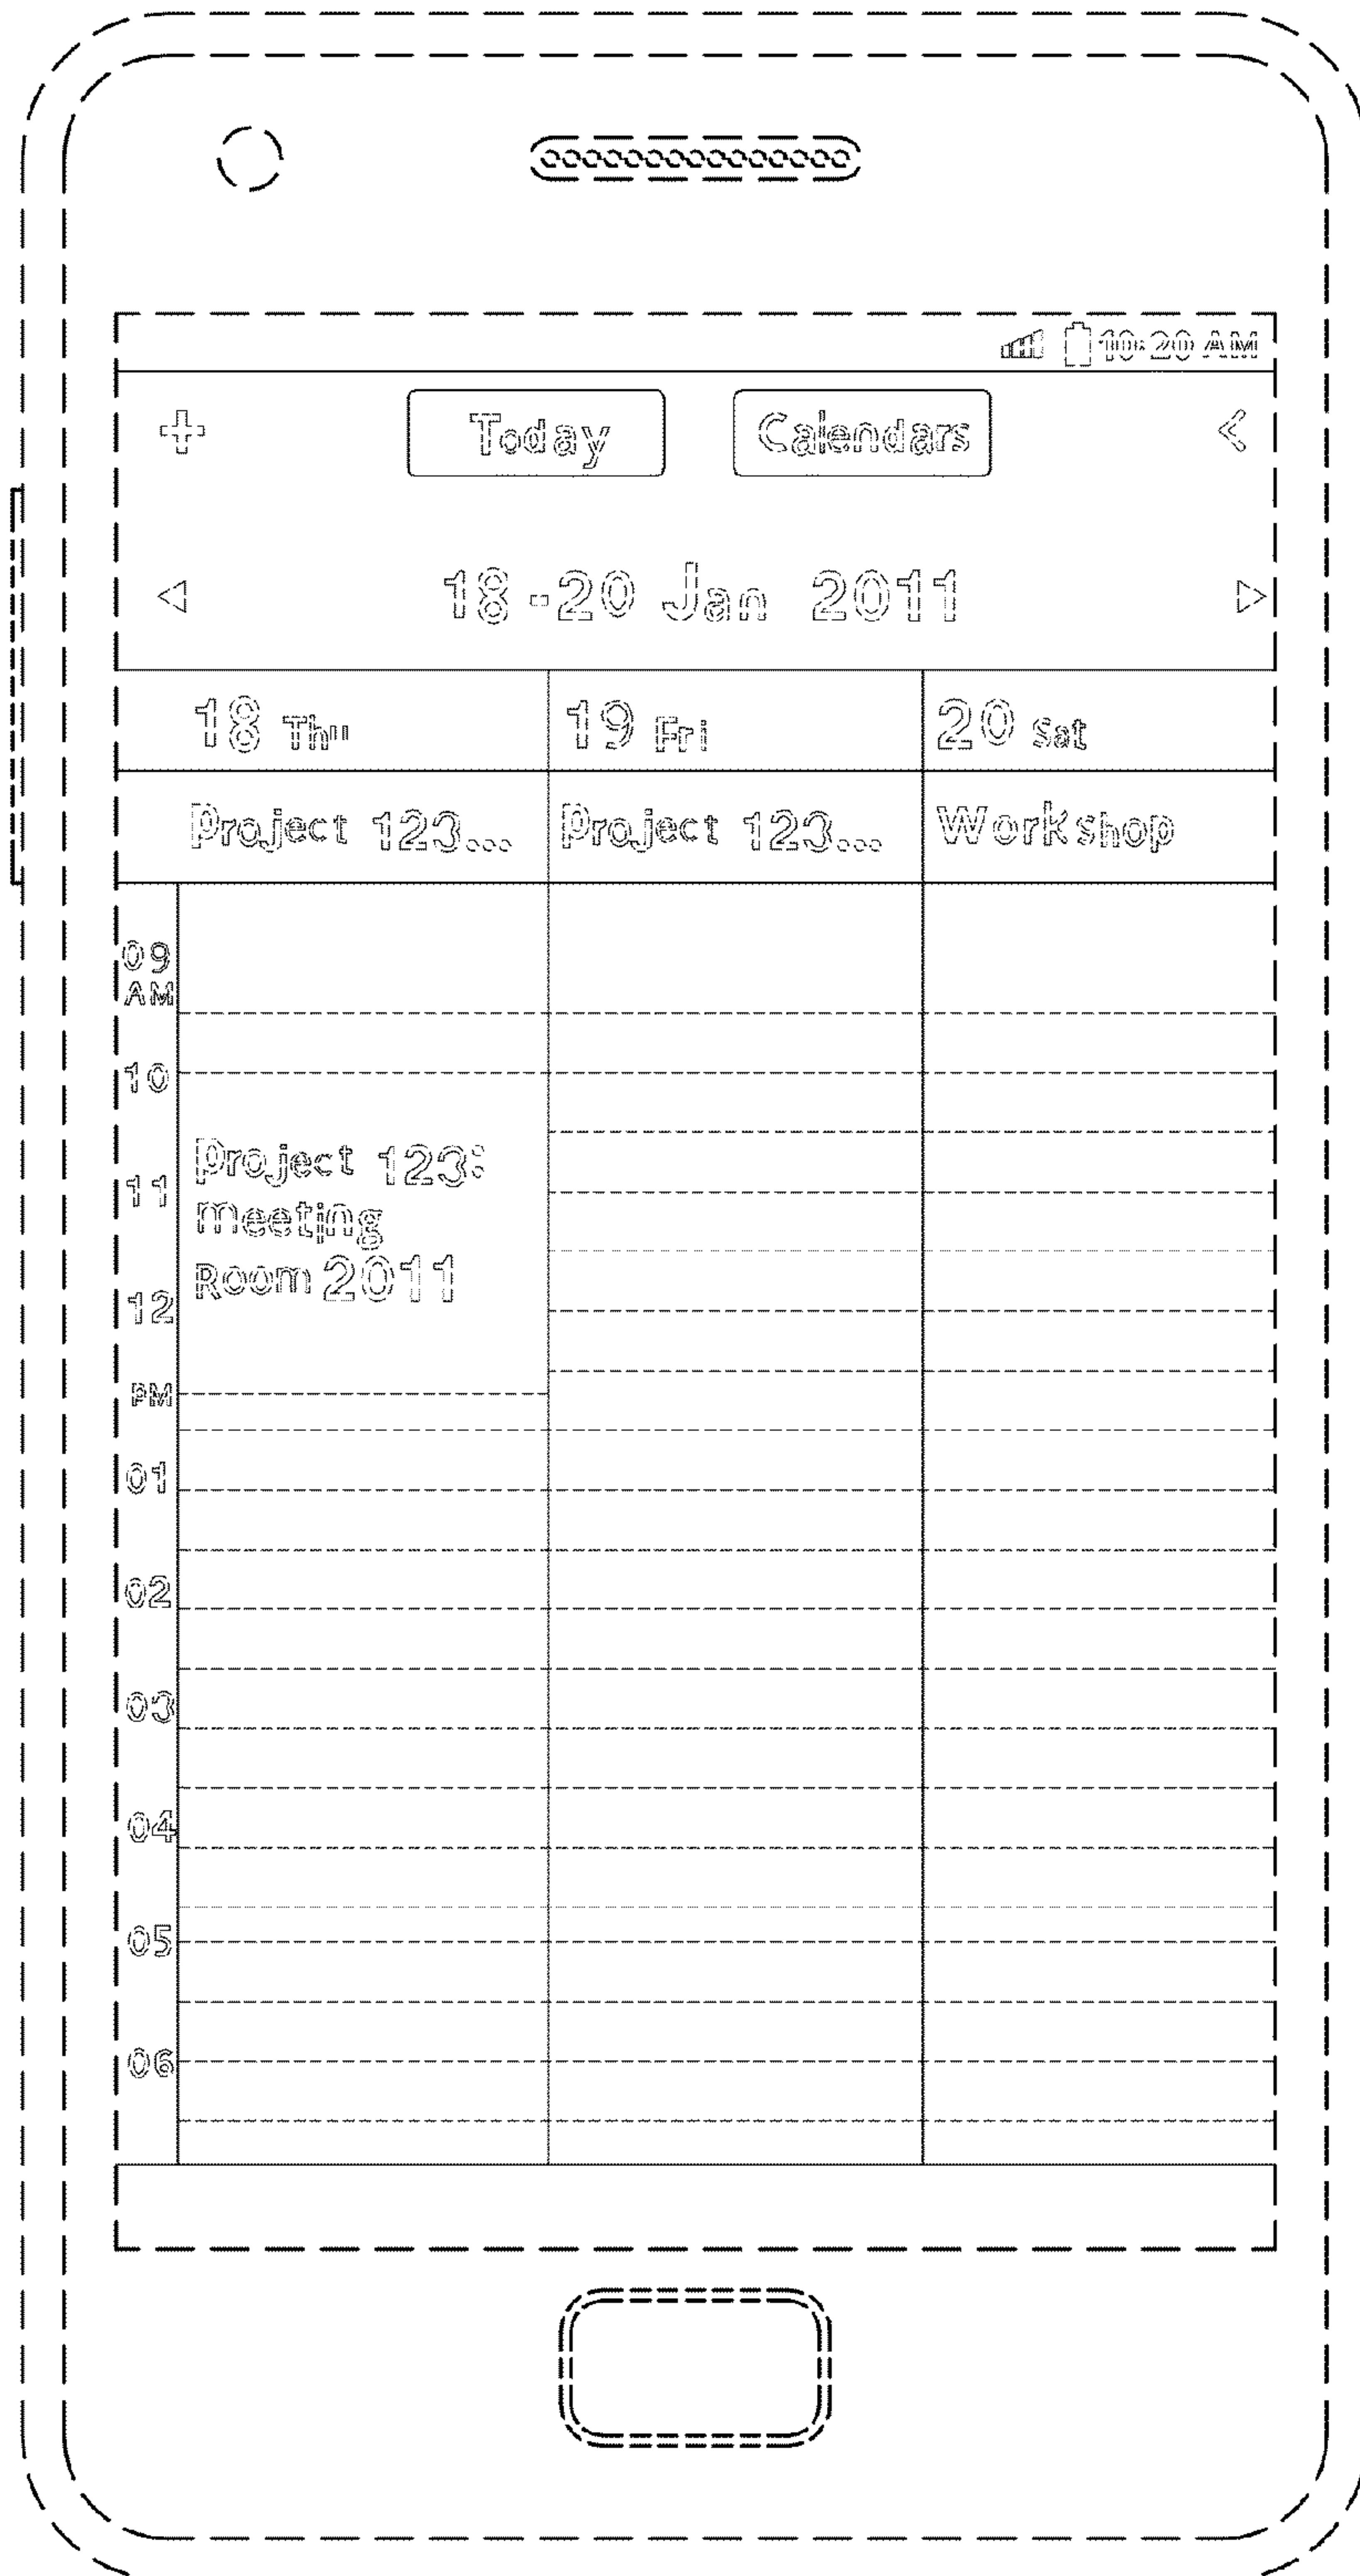 10:20 AM
Today Calendars
18-20 Jan 2011
18 Thu 19 Fri 20 Sat
Project 123... Project 123... Workshop
09
AM
10
Project 123:
11
meeting
Room 2011
12
PM
01
02
03
04
05
06